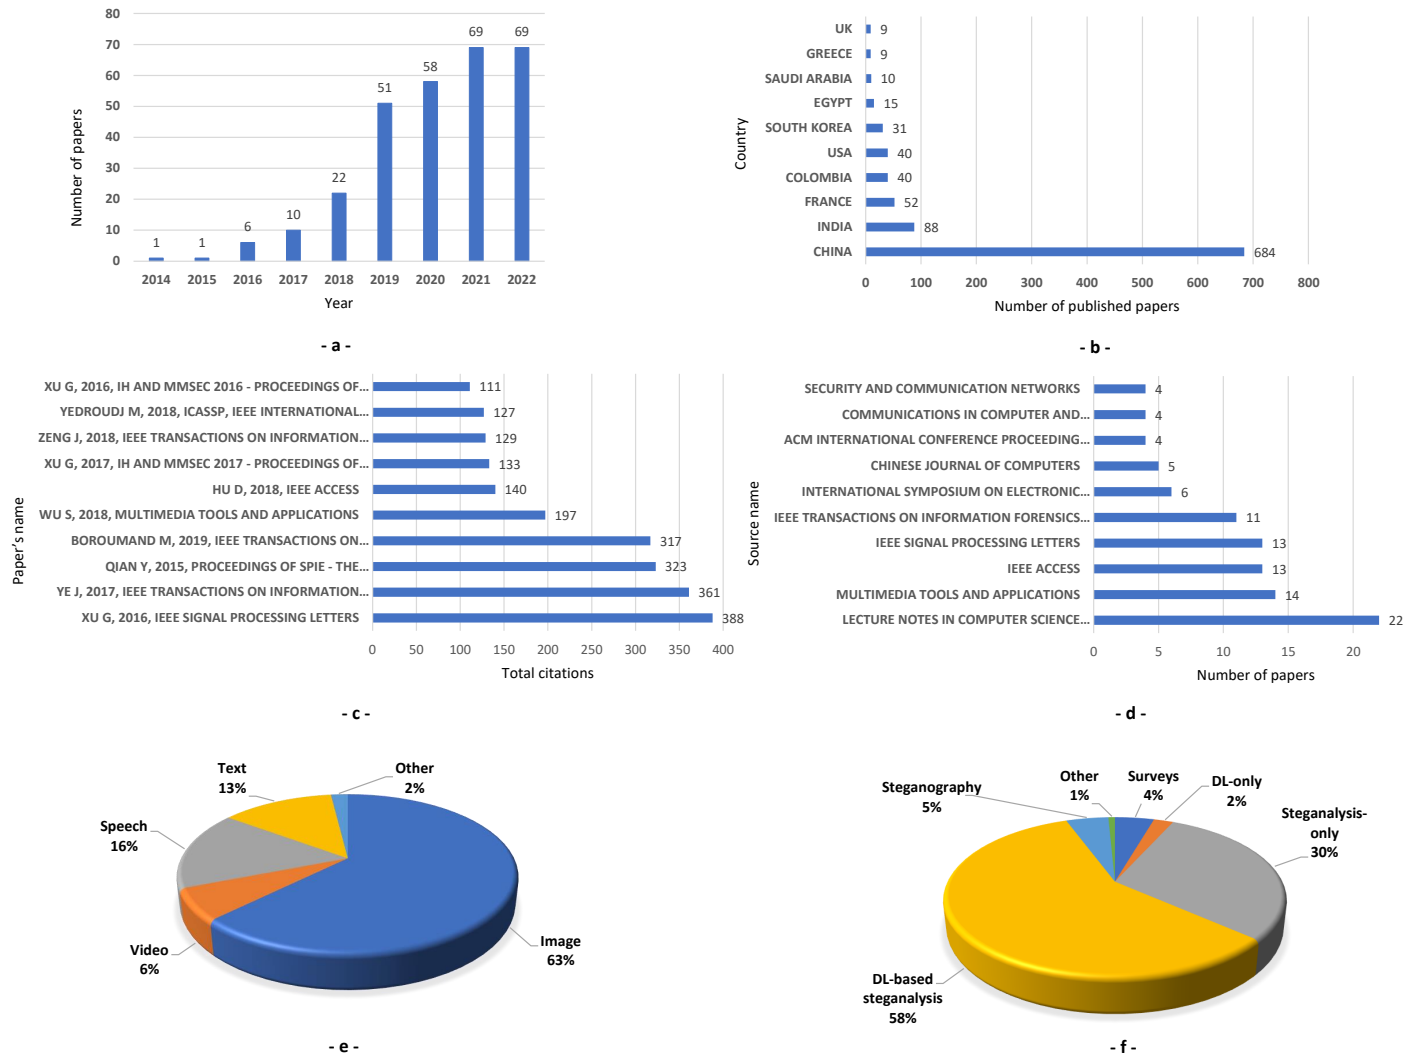 80
70
60
50
40
30
20
10
0
1
1
6
10
22
51
58
69
69
2014 2015 2016 2017 2018 2019 2020 2021 2022
Number of papers
Year
- a -
Country
UK 9
GREECE 9
SAUDI ARABIA 10
EGYPT 15
SOUTH KOREA 31
USA 40
COLOMBIA 40
FRANCE 52
INDIA 88
CHINA 684
0 100 200 300 400 500 600 700 800
Number of published papers
- b -
Paper's name
XU G, 2016, IH AND MMSEC 2016 - PROCEEDINGS OF... 111
YEDROUDJ M, 2018, ICASSP, IEEE INTERNATIONAL... 127
ZENG J, 2018, IEEE TRANSACTIONS ON INFORMATION... 129
XU G, 2017, IH AND MMSEC 2017 - PROCEEDINGS OF... 133
HU D, 2018, IEEE ACCESS 140
WU S, 2018, MULTIMEDIA TOOLS AND APPLICATIONS 197
BOROUMAND M, 2019, IEEE TRANSACTIONS ON... 317
QIAN Y, 2015, PROCEEDINGS OF SPIE - THE... 323
YE J, 2017, IEEE TRANSACTIONS ON INFORMATION... 361
XU G, 2016, IEEE SIGNAL PROCESSING LETTERS 388
0 50 100 150 200 250 300 350 400
Total citations
- c -
Source name
SECURITY AND COMMUNICATION NETWORKS 4
COMMUNICATIONS IN COMPUTER AND... 4
ACM INTERNATIONAL CONFERENCE PROCEEDING... 4
CHINESE JOURNAL OF COMPUTERS 5
INTERNATIONAL SYMPOSIUM ON ELECTRONIC... 6
IEEE TRANSACTIONS ON INFORMATION FORENSICS... 11
IEEE SIGNAL PROCESSING LETTERS 13
IEEE ACCESS 13
MULTIMEDIA TOOLS AND APPLICATIONS 14
LECTURE NOTES IN COMPUTER SCIENCE... 22
0 5 10 15 20
Number of papers
- d -
Text
13%
Other
2%
Speech
16%
Video
6%
Image
63%
- e -
Steganography
5%
Other
1%
Surveys
4%
DL-only
2%
Steganalysis-
only
30%
DL-based
steganalysis
58%
- f -